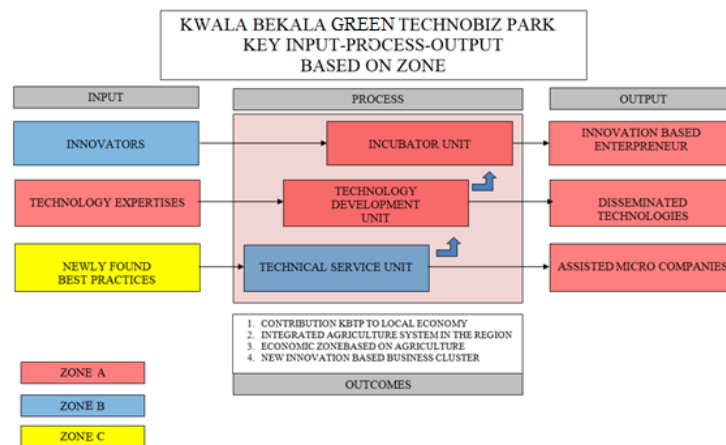 KWALA BEKALA GREEN TECHNOBIZ PARK
KEY INPUT-PROCESS-OUTPUT
BASED ON ZONE
INPUT
PROCESS
OUTPUT
INNOVATORS
INCUBATOR UNIT
INNOVATION BASED
ENTERPRENEUR
TECHNOLOGY EXPERTISES
TECHNOLOGY
DEVELOPMENT
UNIT
DISSEMINATED
TECHNOLOGIES
NEWLY FOUND
BEST PRACTICES
TECHNICAL SERVICE UNIT
ASSISTED MICRO COMPANIES
1. CONTRIBUTION KBTP TO LOCAL ECONOMY
2. INTEGRATED AGRICULTURE SYSTEM IN THE REGION
3. ECONOMIC ZONEBASED ON AGRICULTURE
4. NEW INNOVATION BASED BUSINESS CLUSTER
OUTCOMES
ZONE A
ZONE B
ZONE C